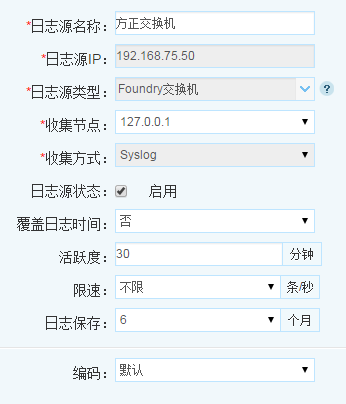 *日志源名称： 方正交换机
*日志源IP： 192.168.75.50
*日志源类型： Foundry交换机 ?
*收集节点： 127.0.0.1
*收集方式： Syslog
日志源状态： 启用
覆盖日志时间： 否
活跃度： 30 分钟
限速： 不限 条/秒
日志保存： 6 个月
编码： 默认